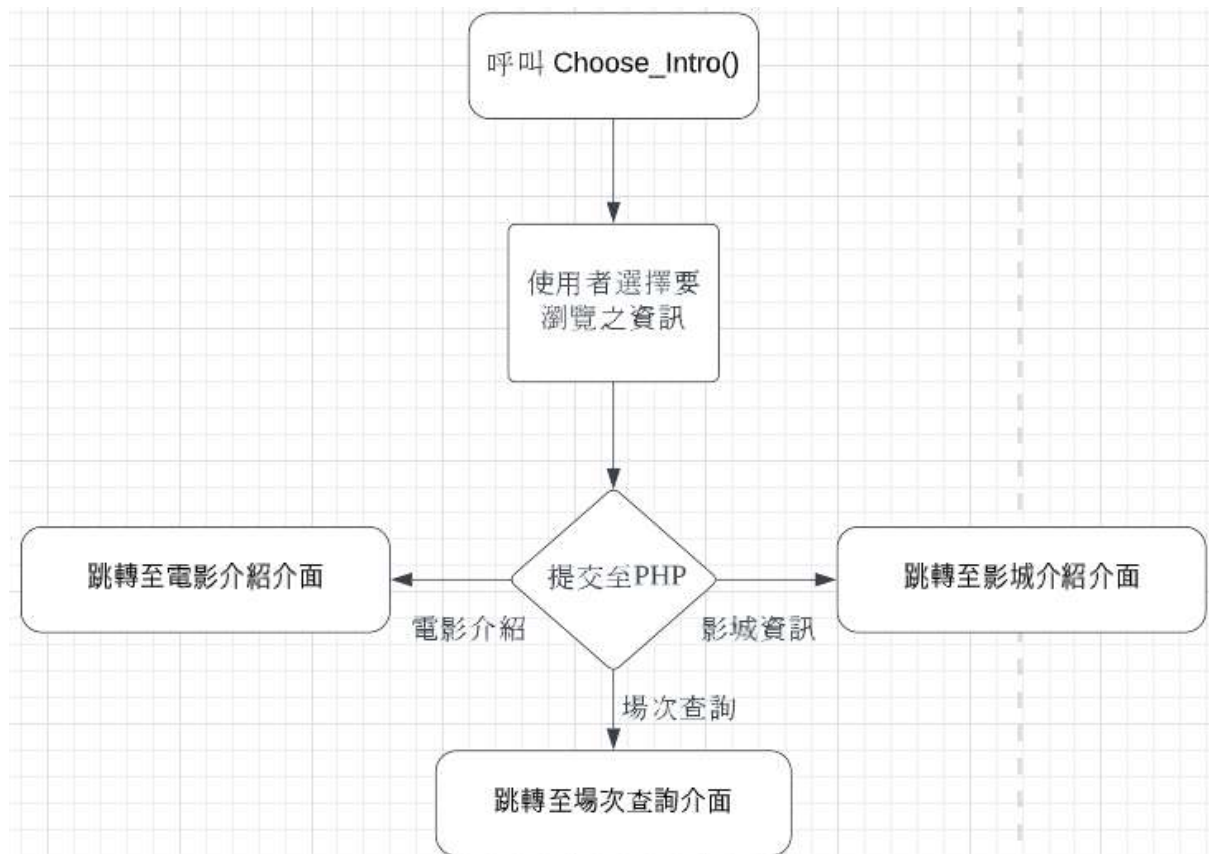 呼叫 Choose_Intro()
使用者選擇要
瀏覽之資訊
跳轉至電影介紹介面
提交至PHP
跳轉至影城介紹介面
電影介紹
影城資訊
場次查詢
跳轉至場次查詢介面